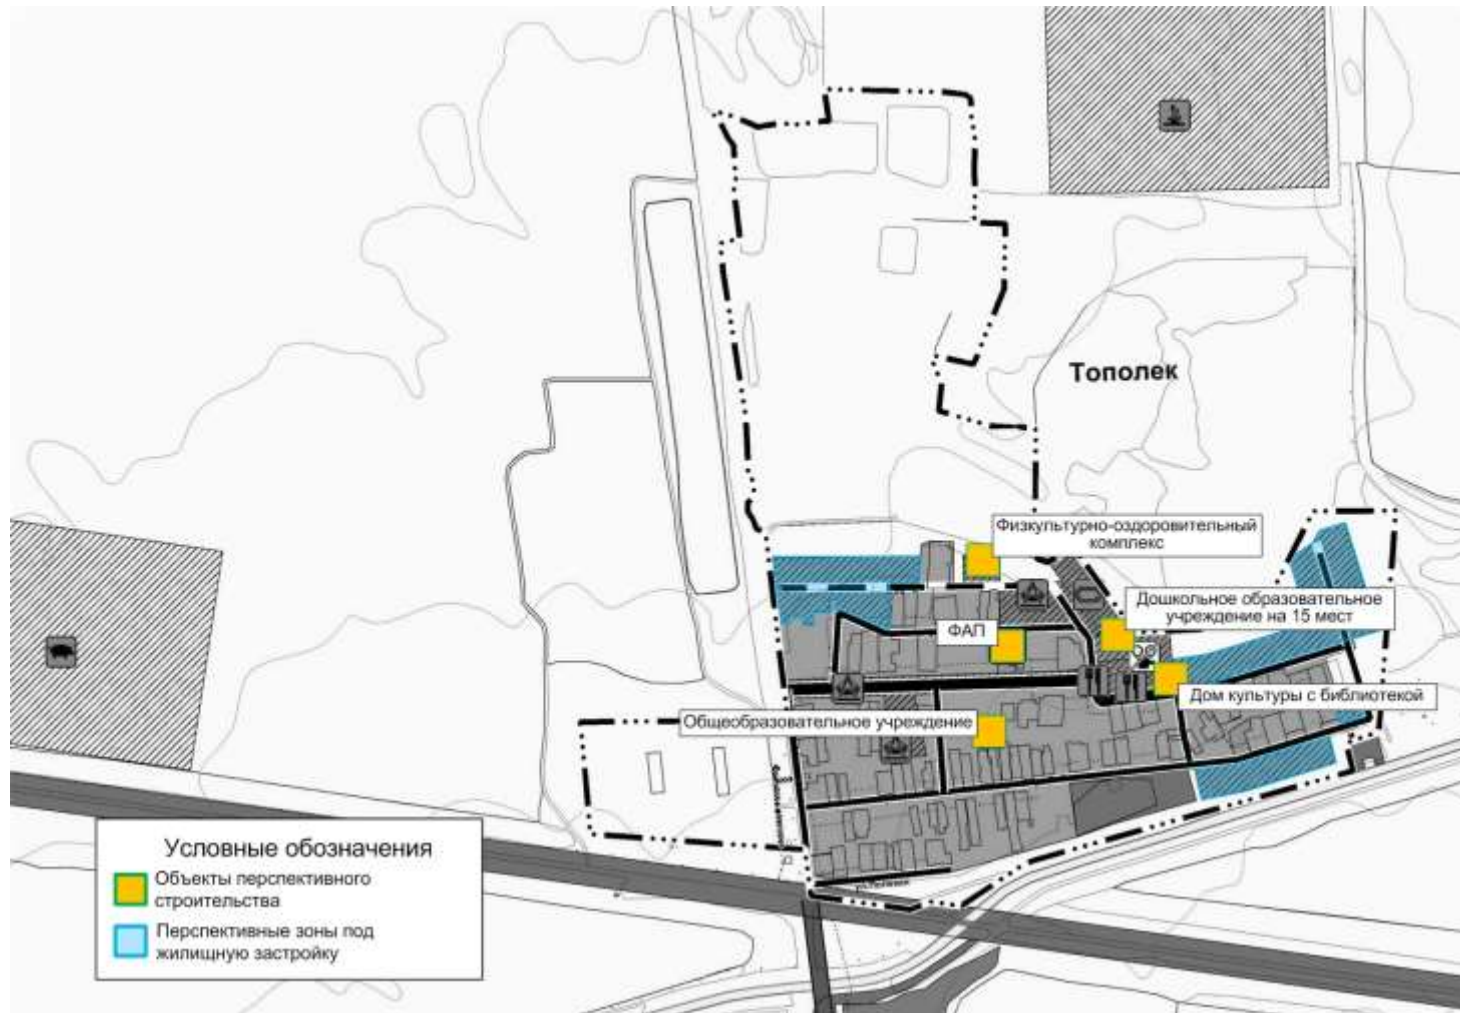 Тополек
Физкультурно-оздоровительный
комплекс
Дошкольное образовательное
учреждение на 15 мест
ФАП
Дом культуры с библиотекой
Общеобразовательное учреждение
Условные обозначения
Объекты перспективного
строительства
Перспективные зоны под
жилищную застройку